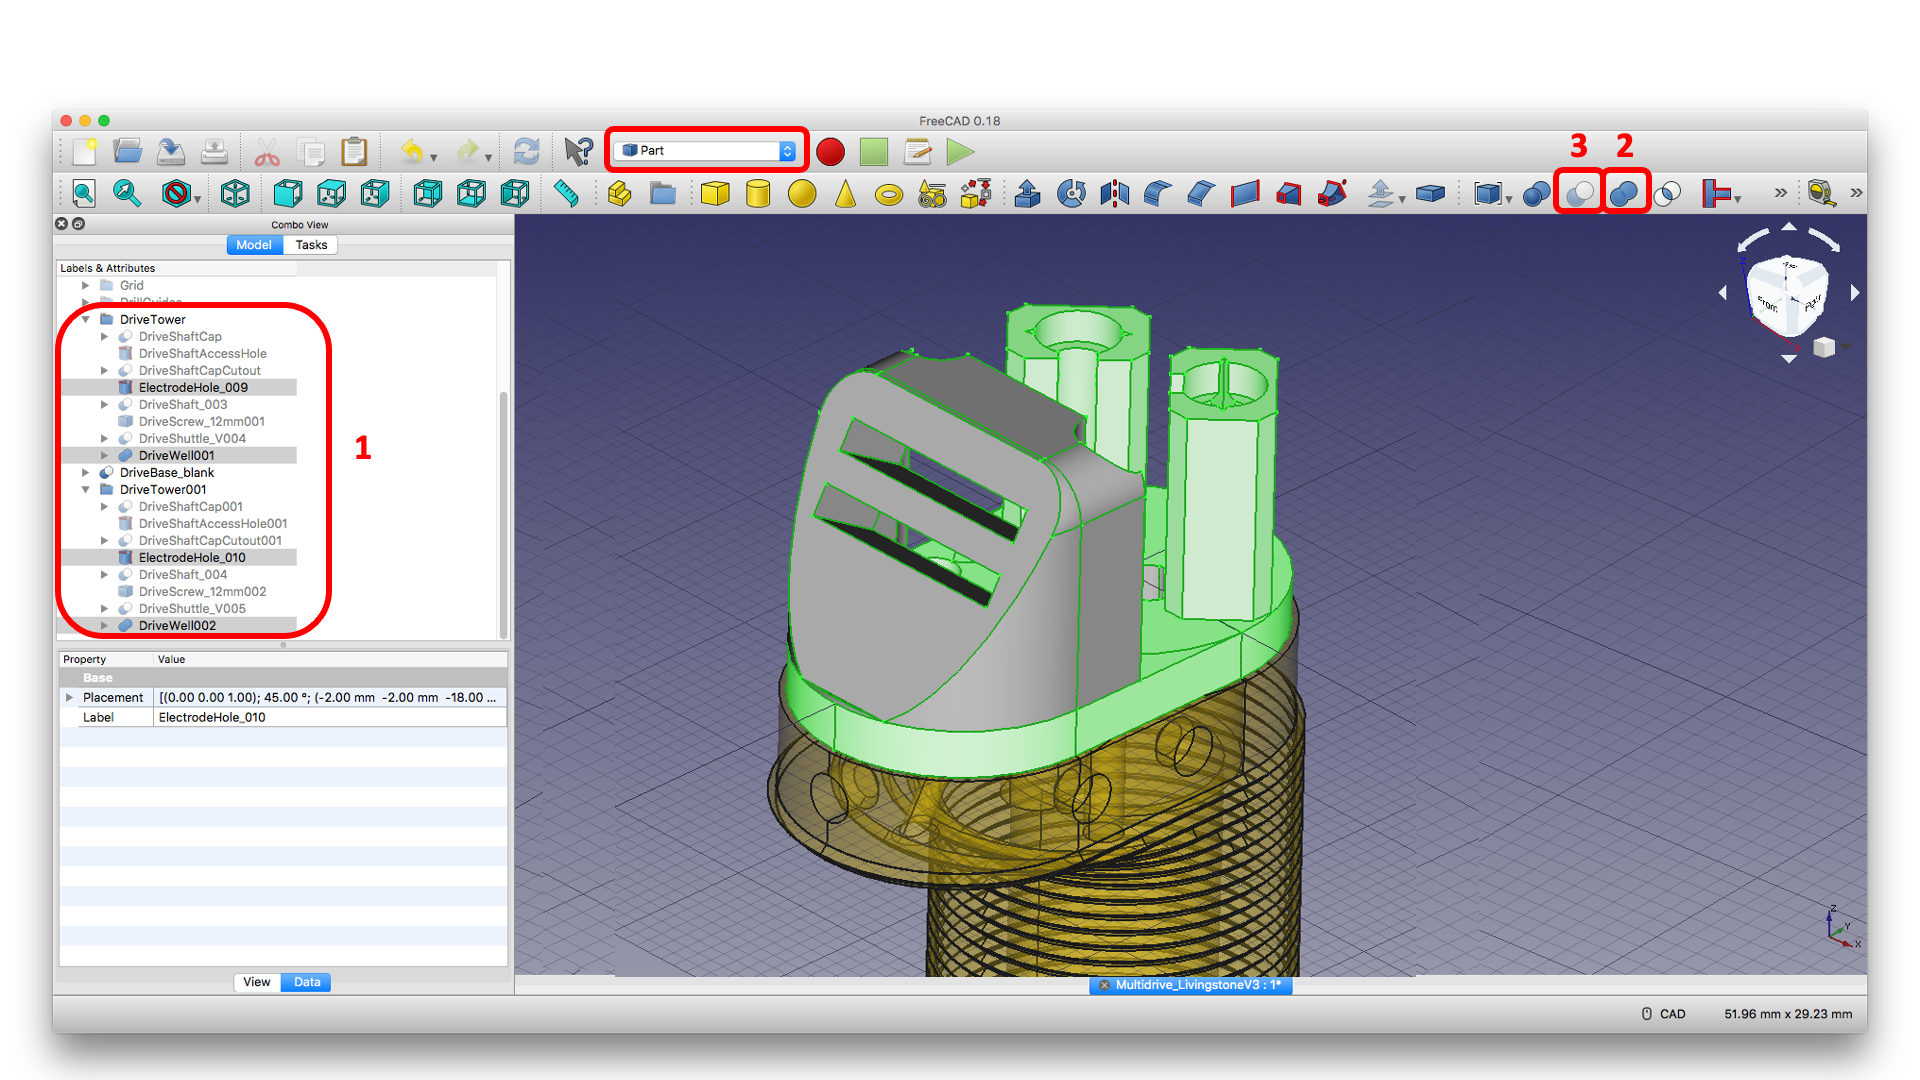 FreeCAD 0.18
Part
3 2
Combo View
Model Tasks
Labels & Attributes
Grid
DrillGuides
DriveTower
DriveShaftCap
DriveShaftAccessHole
DriveShaftCapCutout
ElectrodeHole_009
DriveShaft_003
DriveScrew_12mm001
DriveShuttle_V004
DriveWell001
DriveBase_blank
DriveTower001
DriveShaftCap001
DriveShaftAccessHole001
DriveShaftCapCutout001
ElectrodeHole_010
DriveShaft_004
DriveScrew_12mm002
DriveShuttle_V005
DriveWell002
1
Property Value
Base
Placement [(0.00 0.00 1.00); 45.00 °; (-2.00 mm -2.00 mm -18.00 ...
Label ElectrodeHole_010
View Data
Front
Z
Z
Y
X
Multidrive_LivingstoneV3 : 1*
CAD 51.96 mm x 29.23 mm